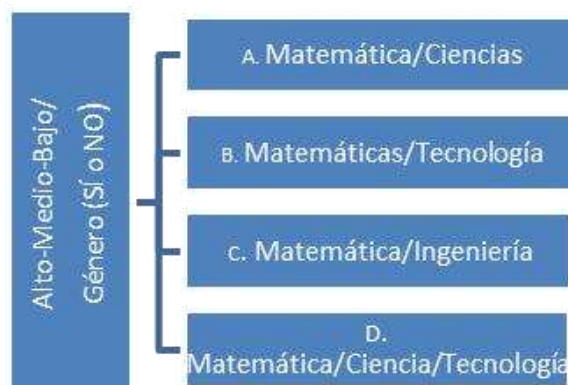 Alto-Medio-Bajo/
Género (SÍ o NO)
A. Matemática/Ciencias
B. Matemáticas/Tecnología
C. Matemática/Ingeniería
D.
Matemática/Ciencia/Tecnología